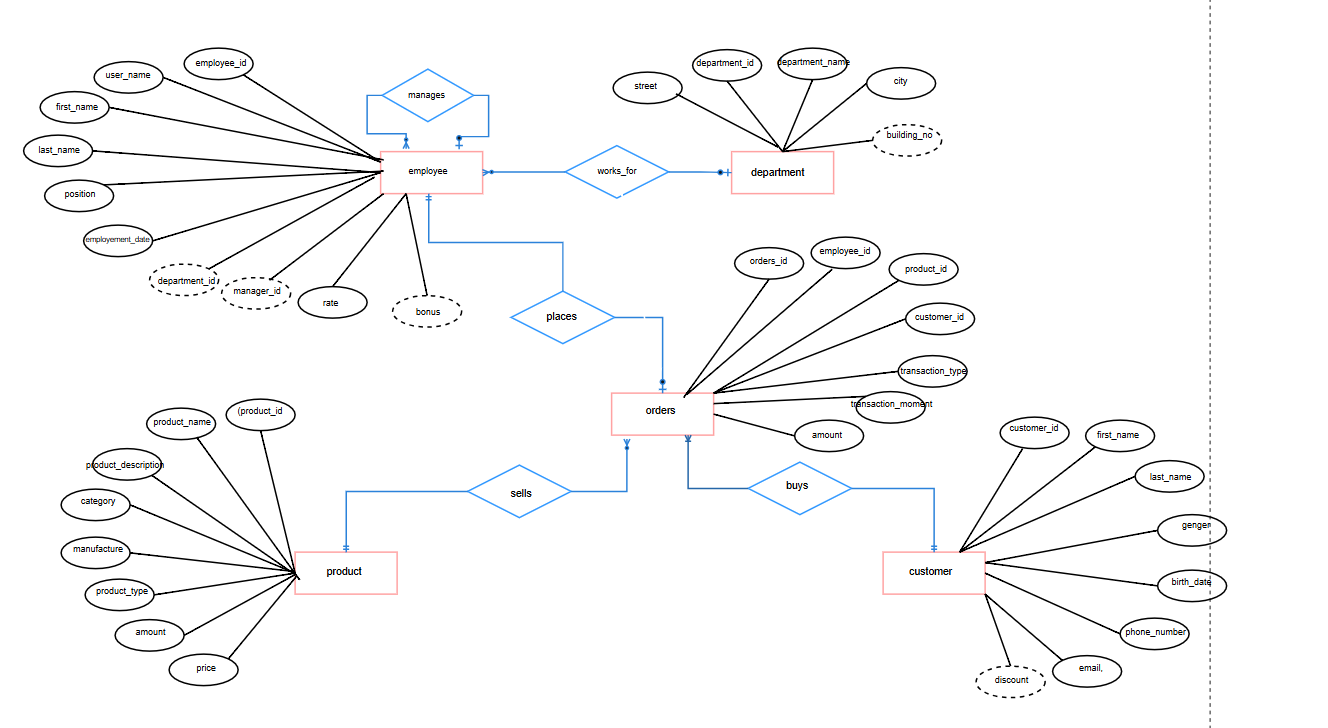 employee_id
user_name
first_name
last_name
position
employement_date
department_id
manager_id
rate
bonus
manages
employee
works_for
street
department_id
department_name
city
building_no
department
places
orders_id
employee_id
product_id
customer_id
transaction_type
transaction_moment
amount
orders
(product_id
product_name
product_description
category
manufacture
product_type
amount
price
product
sells
buys
customer_id
first_name
last_name
genger
birth_date
phone_number
email,
discount
customer